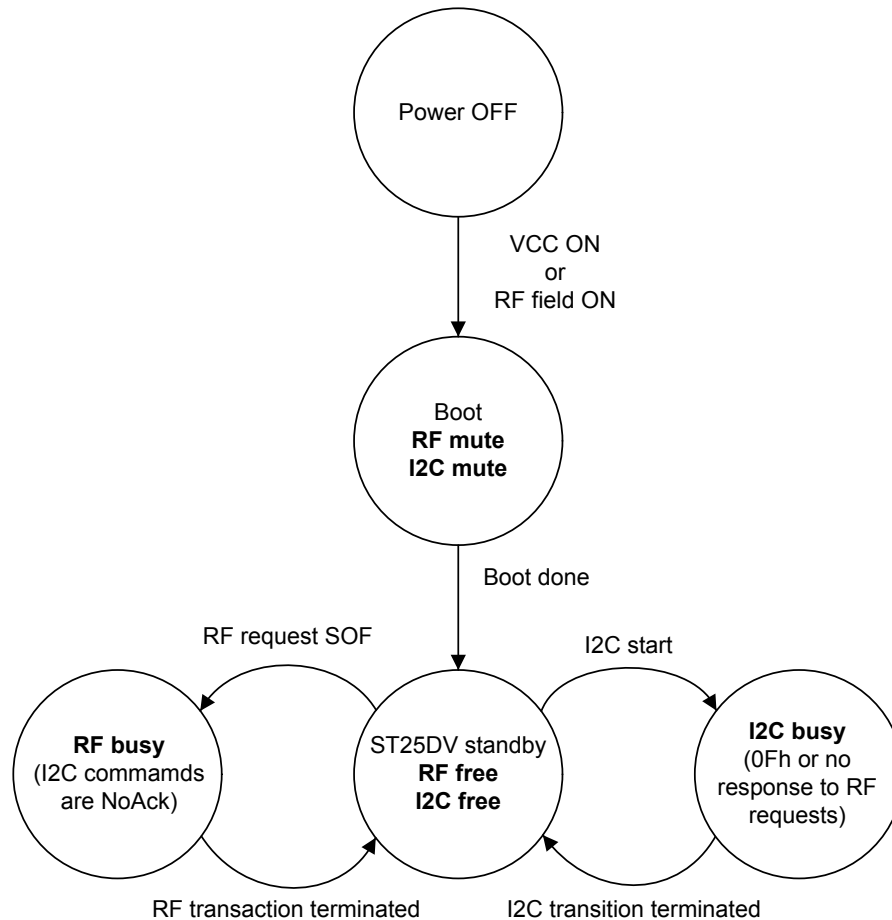 Power OFF
VCC ON
or
RF field ON
Boot
RF mute
I2C mute
Boot done
RF request SOF
I2C start
RF busy
(I2C commamds
are NoAck)
ST25DV standby
RF free
I2C free
I2C busy
(0Fh or no
response to RF
requests)
RF transaction terminated
I2C transition terminated